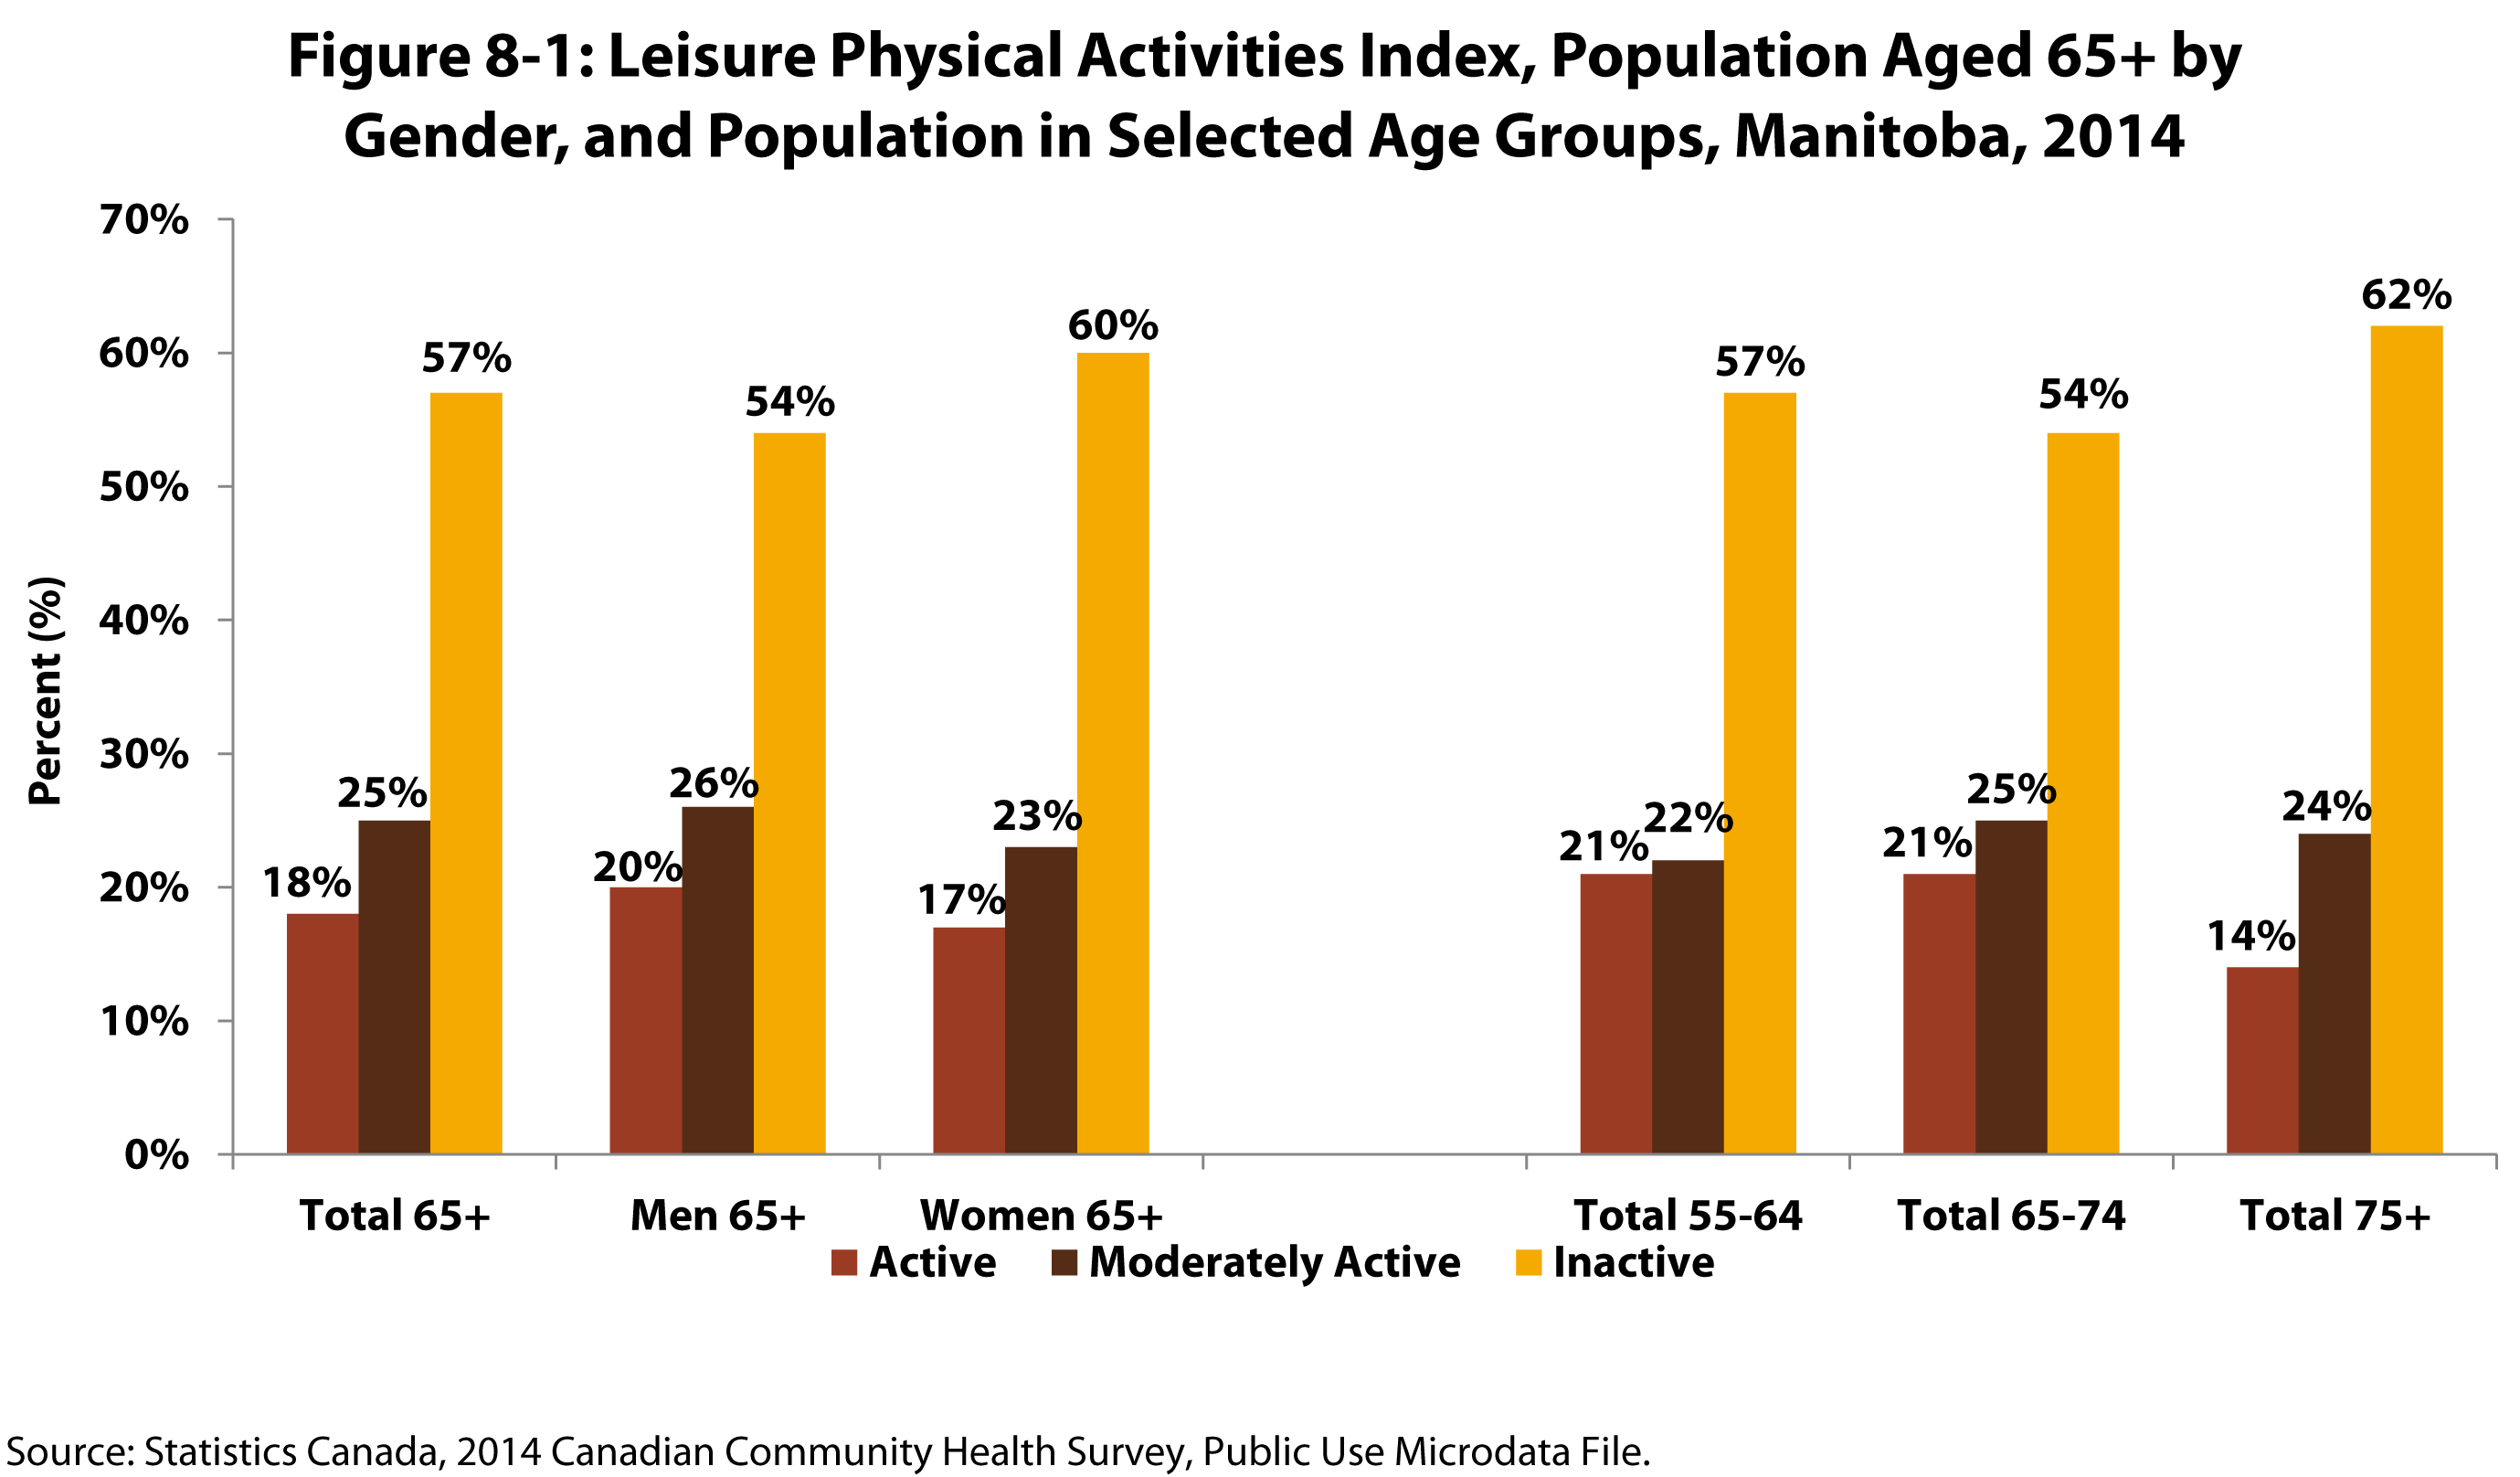 Figure 8-1: Leisure Physical Activities Index, Population Aged 65+ by
Gender, and Population in Selected Age Groups, Manitoba, 2014
Percent (%)
70%
60%
50%
40%
30%
20%
10%
0%
18%
25%
57%
20%
26%
54%
17%
23%
60%
21%
22%
57%
21%
25%
54%
14%
24%
62%
Total 65+
Men 65+
Women 65+
Total 55-64
Total 65-74
Total 75+
Active
Moderately Active
Inactive
Source: Statistics Canada, 2014 Canadian Community Health Survey, Public Use Microdata File.